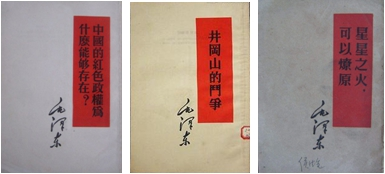 中國的紅色政權爲
什麼能够存在？
毛泽东
井岡山的鬥爭
毛泽东
星星之火，
可以燎原
毛泽东